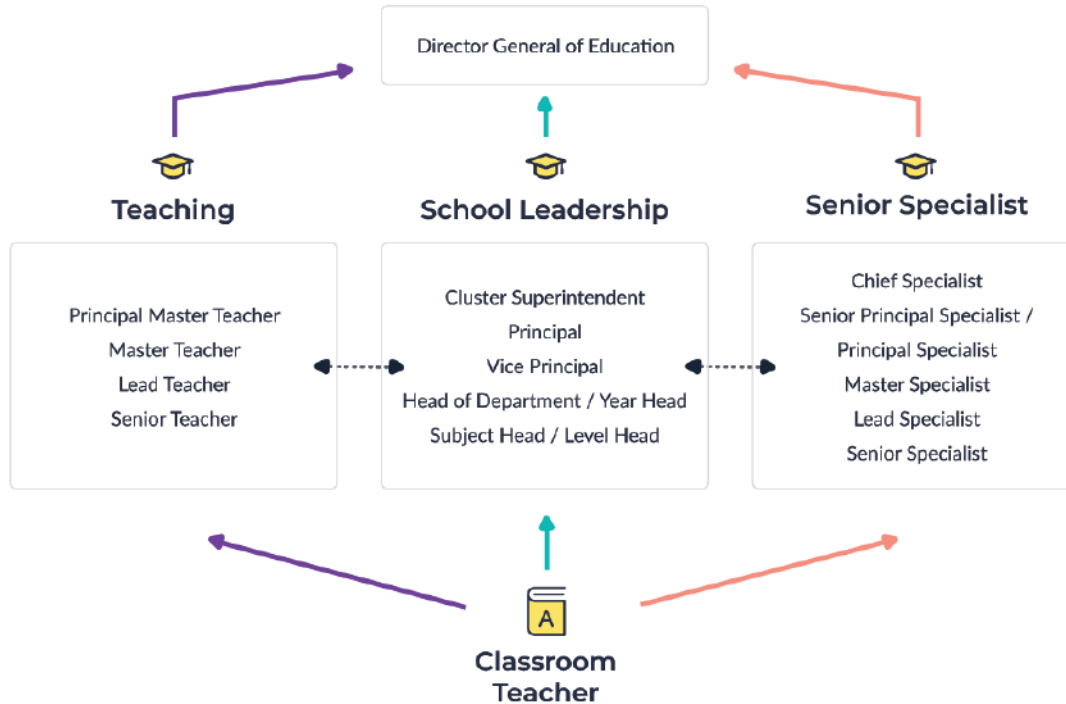 Director General of Education
Teaching
School Leadership
Senior Specialist
Principal Master Teacher
Master Teacher
Lead Teacher
Senior Teacher
Cluster Superintendent
Principal
Vice Principal
Head of Department / Year Head
Subject Head / Level Head
Chief Specialist
Senior Principal Specialist /
Principal Specialist
Master Specialist
Lead Specialist
Senior Specialist
A
Classroom
Teacher